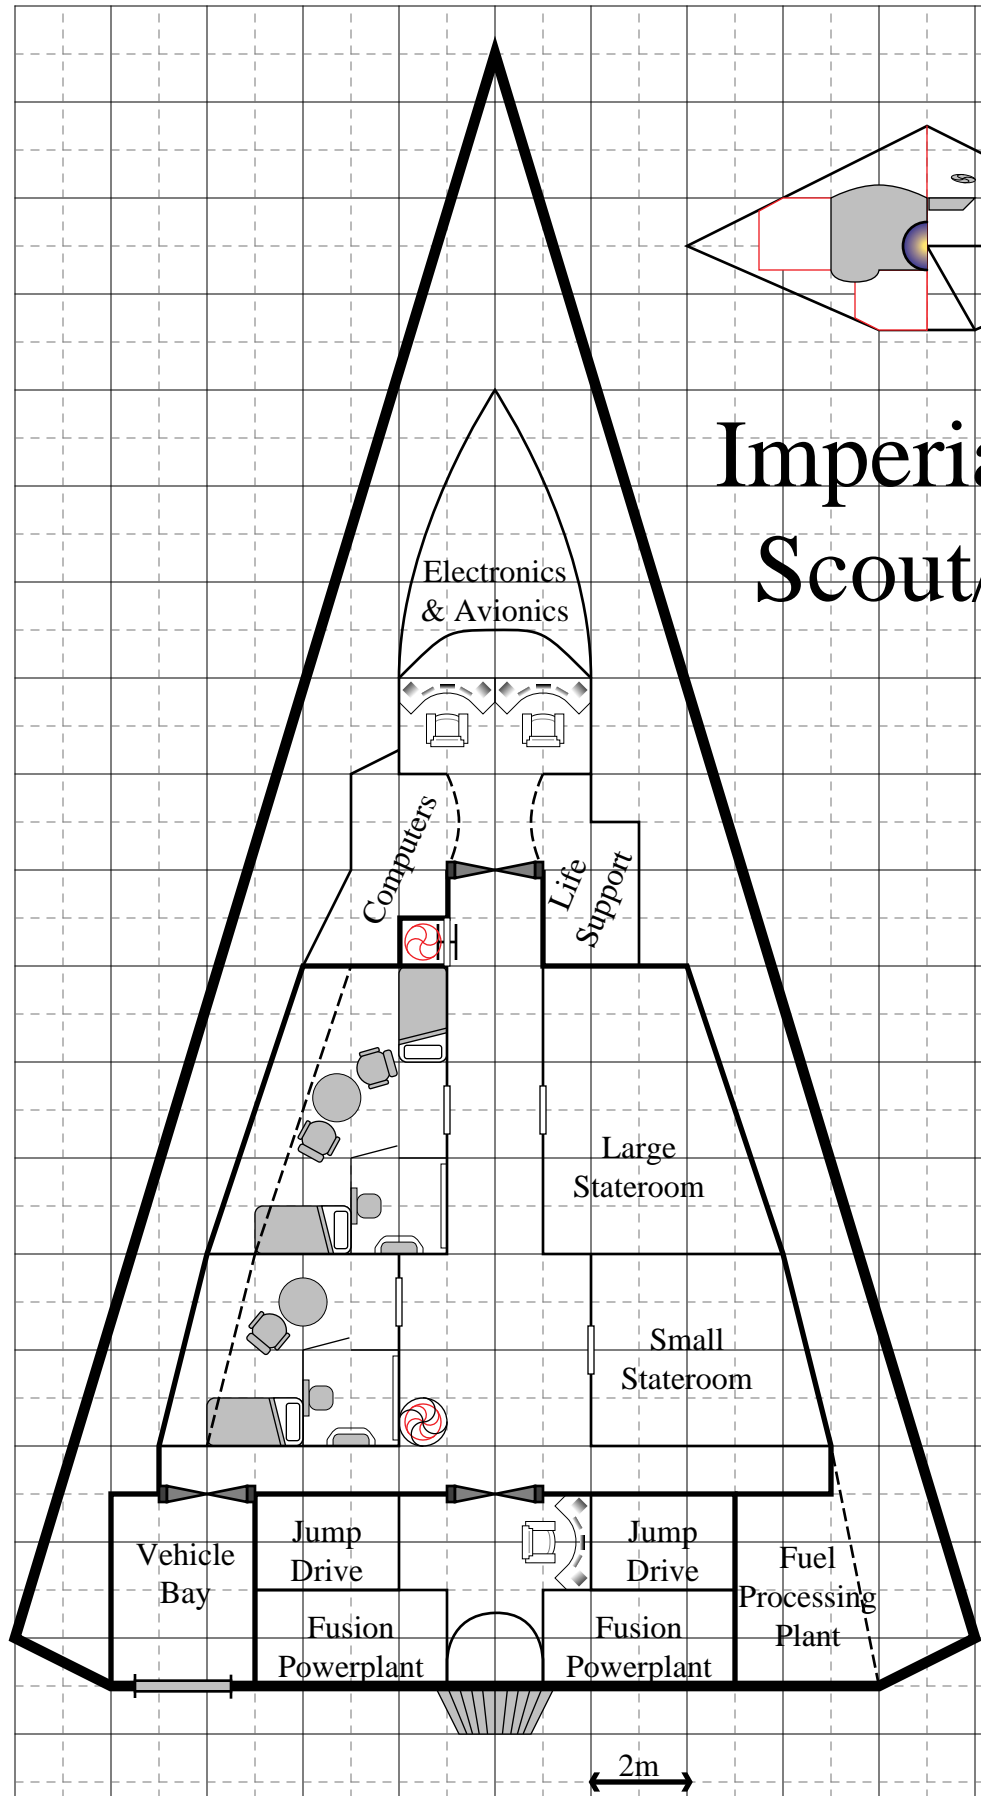 Imperia
Scout/
Electronics
& Avionics
Computers
Life
Support
Large
Stateroom
Small
Stateroom
Vehicle
Bay
Jump
Drive
Jump
Drive
Fuel
Processing
Plant
Fusion
Powerplant
Fusion
Powerplant
2m